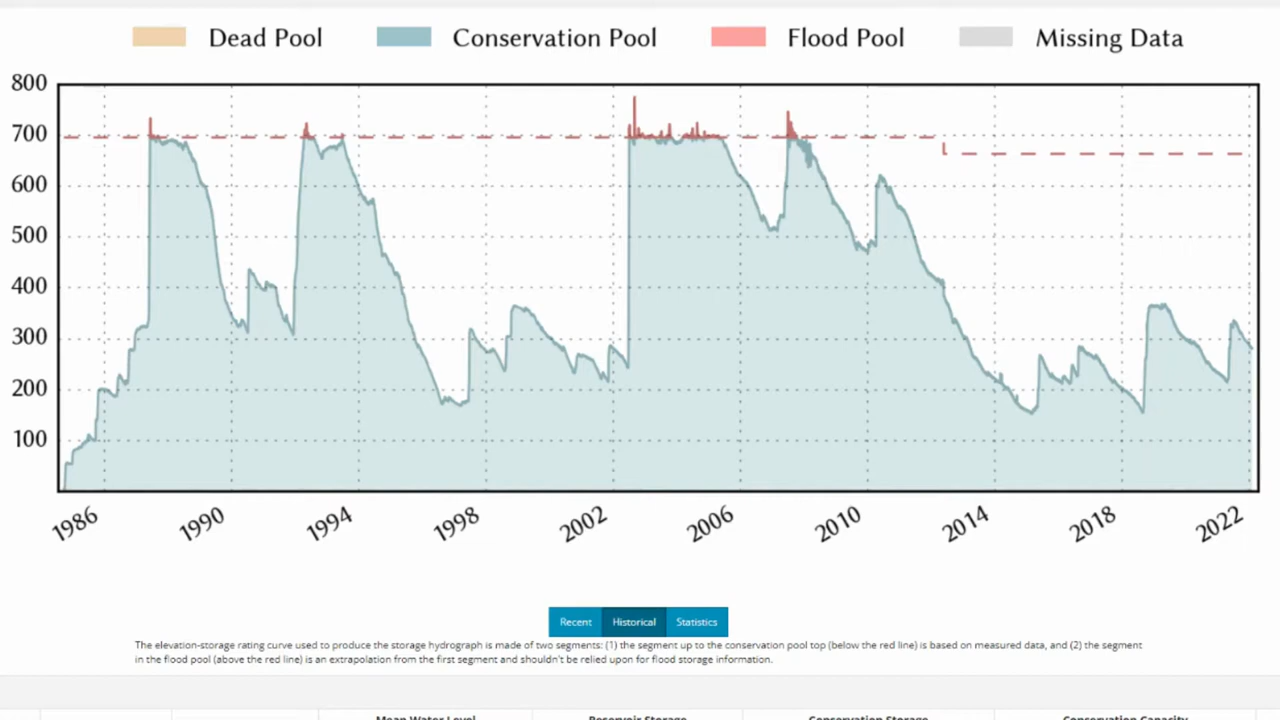 Dead Pool Conservation Pool Flood Pool Missing Data
800
700
600
500
400
300
200
100
1986 1990 1994 1998 2002 2006 2010 2014 2018 2022
Recent Historical Statistics
The elevation-storage rating curve used to produce the storage hydrograph is made of two segments: (1) the segment up to the conservation pool top (below the red line) is based on measured data, and (2) the segment
in the flood pool (above the red line) is an extrapolation from the first segment and shouldn't be relied upon for flood storage information.
Mean Water Level Reservoir Storage Conservation Storage Conservation Capacity